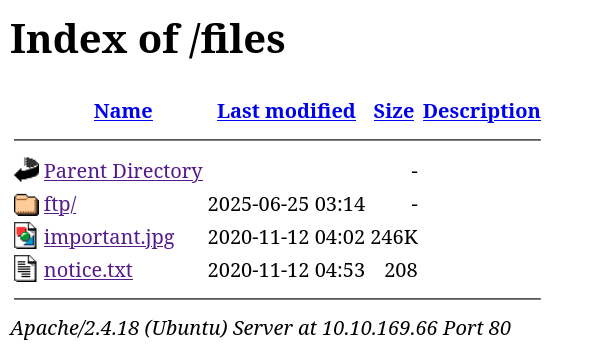 Index of /files
Name Last modified Size Description
Parent Directory -
ftp/ 2025-06-25 03:14 -
important.jpg 2020-11-12 04:02 246K
notice.txt 2020-11-12 04:53 208
Apache/2.4.18 (Ubuntu) Server at 10.10.169.66 Port 80